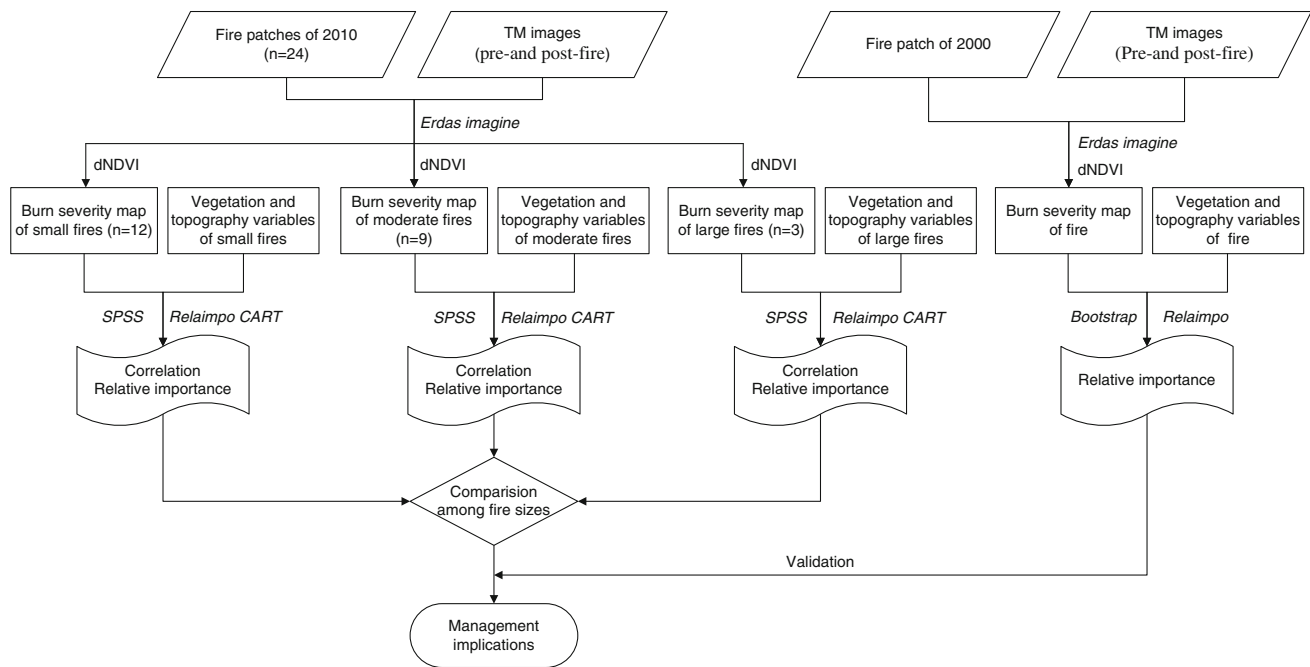 Fire patches of 2010
(n=24)
TM images
(pre-and post-fire)
Fire patch of 2000
TM images
(Pre-and post-fire)
Erdas imagine
Erdas imagine
dNDVI
dNDVI
dNDVI
dNDVI
Burn severity map
of small fires (n=12)
Vegetation and
topography variables
of small fires
Burn severity map
of moderate fires
(n=9)
Vegetation and
topography variables
of moderate fires
Burn severity map
of large fires (n=3)
Vegetation and
topography variables
of large fires
Burn severity map
of fire
Vegetation and
topography variables
of fire
SPSS
Relaimpo CART
SPSS
Relaimpo CART
SPSS
Relaimpo CART
Bootstrap
Relaimpo
Correlation
Relative importance
Correlation
Relative importance
Correlation
Relative importance
Relative importance
Comparision
among fire sizes
Validation
Management
implications